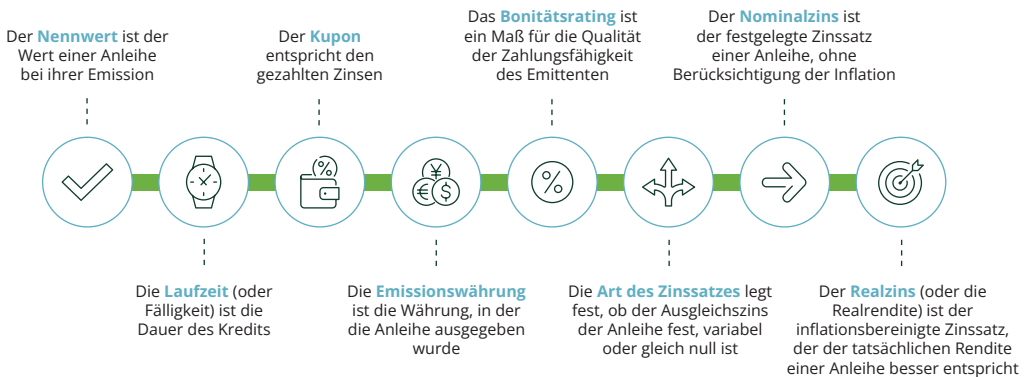 Der Nennwert ist der
Wert einer Anleihe
bei ihrer Emission
Die Laufzeit (oder
Fälligkeit) ist die
Dauer des Kredits
Der Kupon
entspricht den
gezahlten Zinsen
Die Emissionswährung
ist die Währung, in der
die Anleihe ausgegeben
wurde
Das Bonitätsrating ist
ein Maß für die Qualität
der Zahlungsfähigkeit
des Emittenten
Die Art des Zinssatzes legt
fest, ob der Ausgleichszins
der Anleihe fest, variabel
oder gleich null ist
Der Nominalzins ist
der festgelegte Zinssatz
einer Anleihe, ohne
Berücksichtigung der Inflation
Der Realzins (oder die
Realrendite) ist der
inflationsbereinigte Zinssatz,
der der tatsächlichen Rendite
einer Anleihe besser entspricht